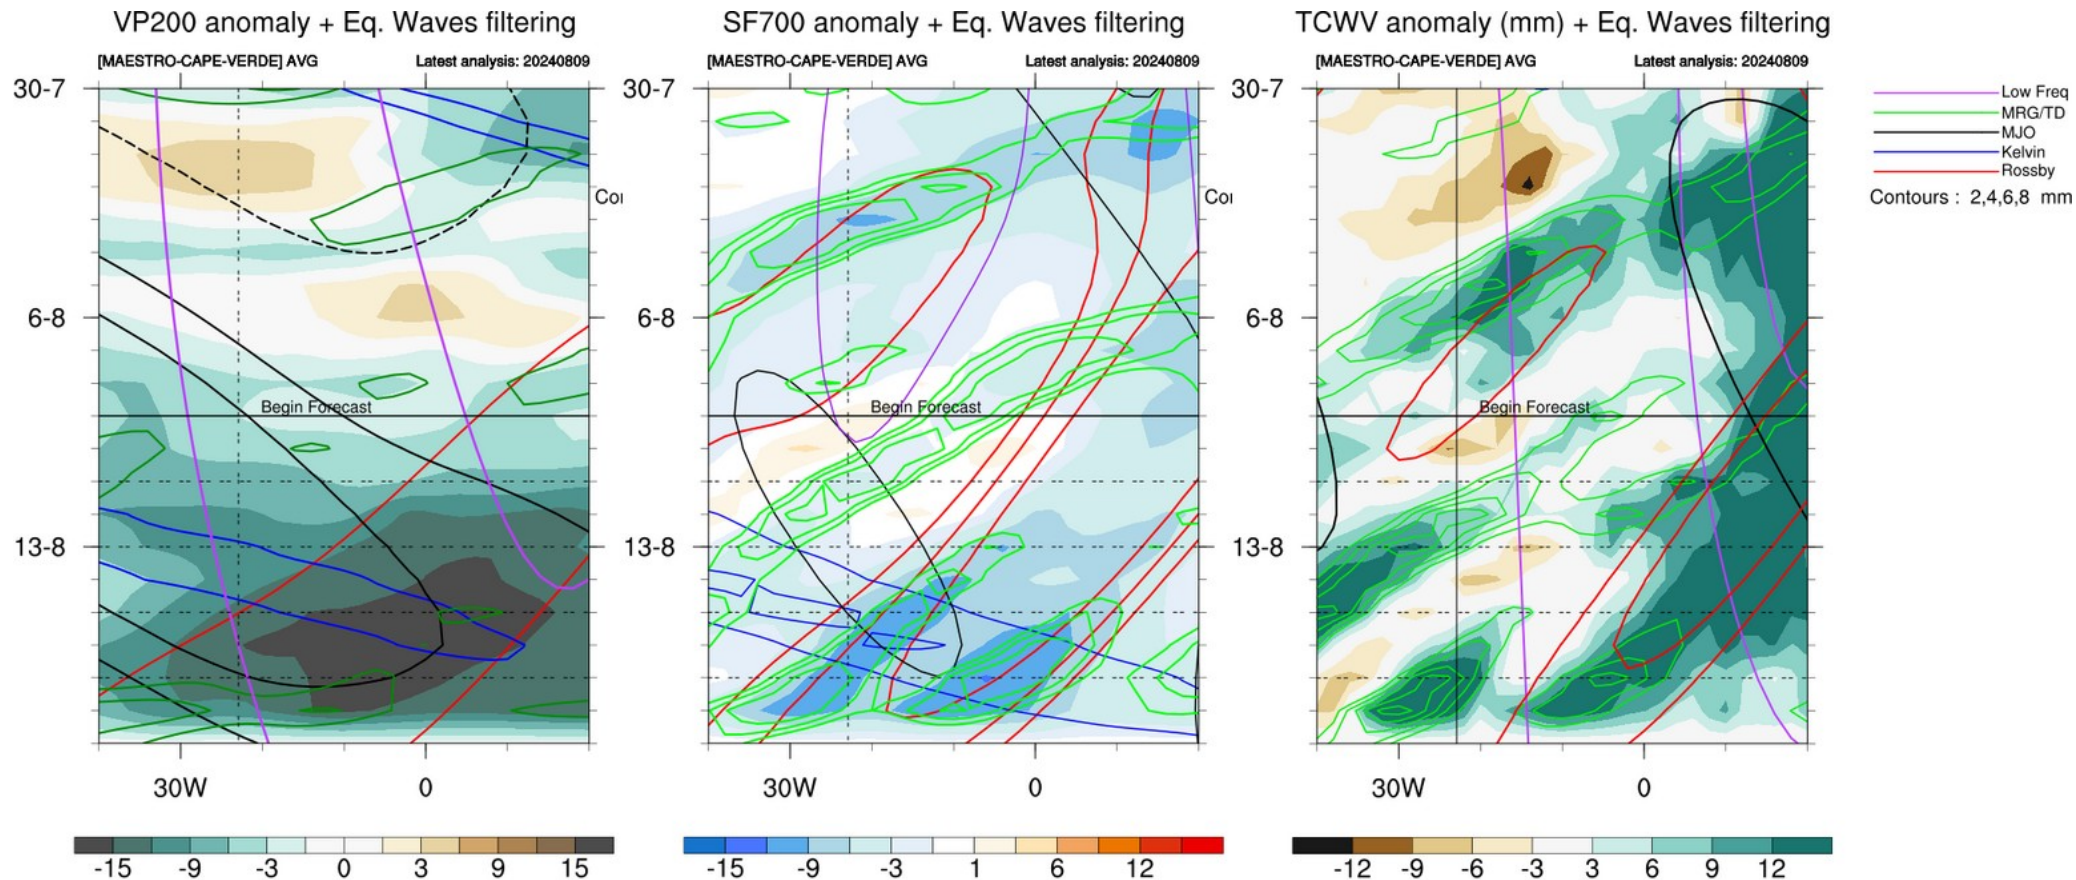 VP200 anomaly + Eq. Waves filtering
[MAESTRO-CAPE-VERDE] AVG
Latest analysis: 20240809
30-7
6-8
13-8
Begin Forecast
30W
0
-15
-9
-3
0
3
9
15
Coi
SF700 anomaly + Eq. Waves filtering
[MAESTRO-CAPE-VERDE] AVG
Latest analysis: 20240809
30-7
6-8
13-8
Begin Forecast
30W
0
-15
-9
-3
1
6
12
Coi
TCWV anomaly (mm) + Eq. Waves filtering
[MAESTRO-CAPE-VERDE] AVG
Latest analysis: 20240809
30-7
6-8
13-8
Begin Forecast
30W
0
-12
-9
-6
-3
3
6
9
12
Low Freq
MRG/TD
MJO
Kelvin
Rossby
Contours : 2,4,6,8 mm